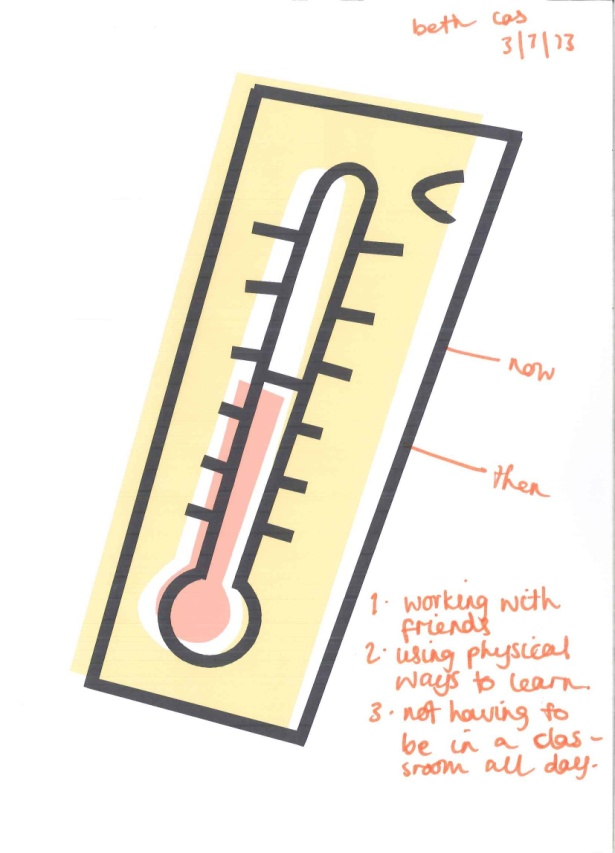 beth cas
3/7/13
now
then
1. working with
friends
2. using physical
ways to learn.
3. not having to
be in a clas-
sroom all day.